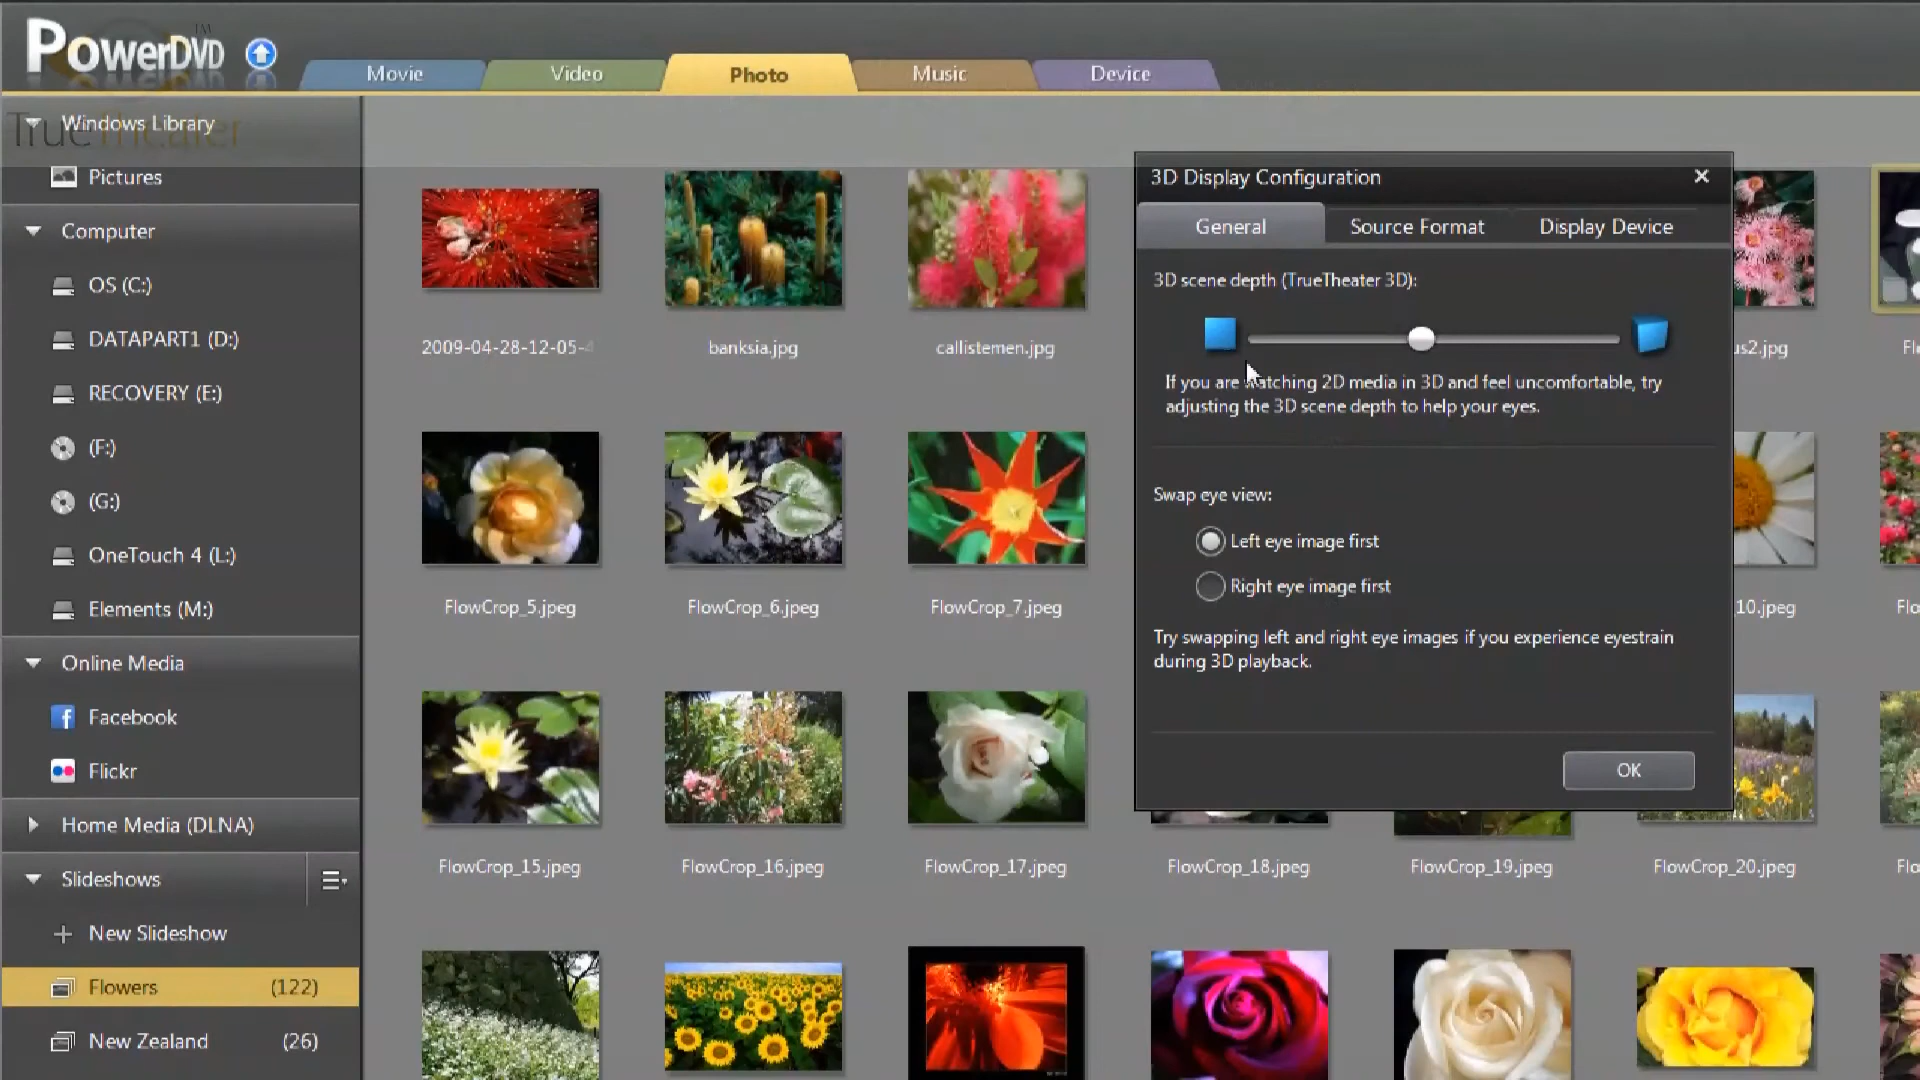 PowerDVD™
Movie
Video
Photo
Music
Device
TrueTheater
Windows Library
Pictures
Computer
OS (C:)
DATAPART1 (D:)
RECOVERY (E:)
(F:)
(G:)
OneTouch 4 (L:)
Elements (M:)
Online Media
Facebook
Flickr
Home Media (DLNA)
Slideshows
New Slideshow
Flowers (122)
New Zealand (26)
2009-04-28-12-05-
banksia.jpg
callistemen.jpg
us2.jpg
FlowCrop_5.jpeg
FlowCrop_6.jpeg
FlowCrop_7.jpeg
10.jpeg
FlowCrop_15.jpeg
FlowCrop_16.jpeg
FlowCrop_17.jpeg
FlowCrop_18.jpeg
FlowCrop_19.jpeg
FlowCrop_20.jpeg
3D Display Configuration
General
Source Format
Display Device
3D scene depth (TrueTheater 3D):
If you are watching 2D media in 3D and feel uncomfortable, try
adjusting the 3D scene depth to help your eyes.
Swap eye view:
Left eye image first
Right eye image first
Try swapping left and right eye images if you experience eyestrain
during 3D playback.
OK